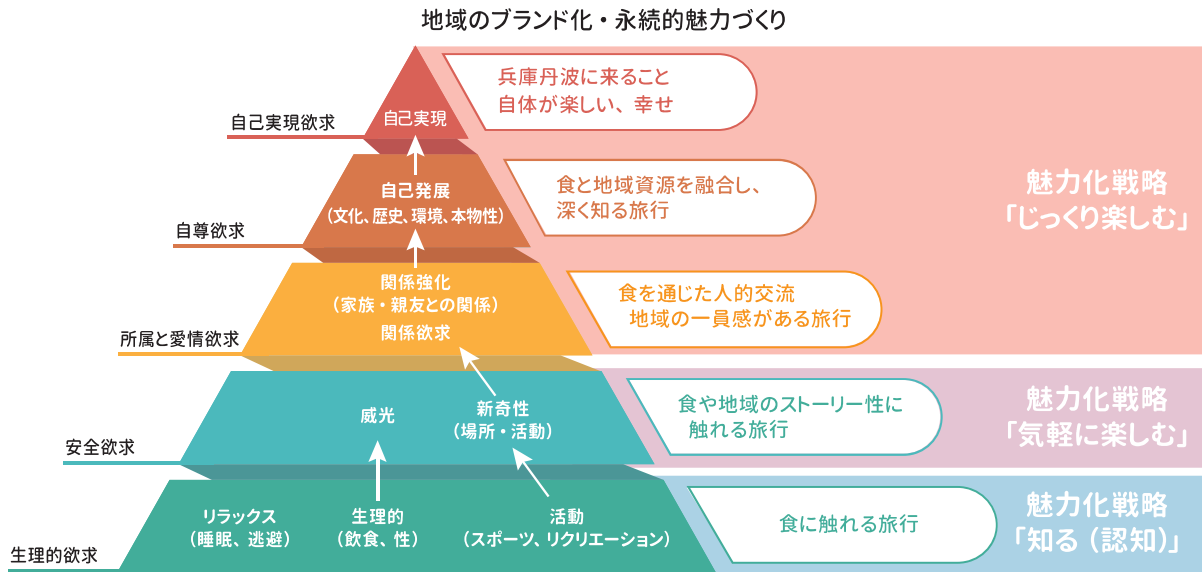 地域のブランド化・永続的魅力づくり
自己実現欲求
自己実現
兵庫丹波に来ること
自体が楽しい、幸せ
自尊欲求
自己発展
（文化、歴史、環境、本物性）
食と地域資源を融合し、
深く知る旅行
魅力化戦略
「じっくり楽しむ」
所属と愛情欲求
関係強化
（家族・親友との関係）
関係欲求
食を通じた人的交流
地域の一員感がある旅行
安全欲求
威光
新奇性
（場所・活動）
食や地域のストーリー性に
触れる旅行
魅力化戦略
「気軽に楽しむ」
生理的欲求
リラックス
（睡眠、逃避）
生理的
（飲食、性）
活動
（スポーツ、リクリエーション）
食に触れる旅行
魅力化戦略
「知る（認知）」